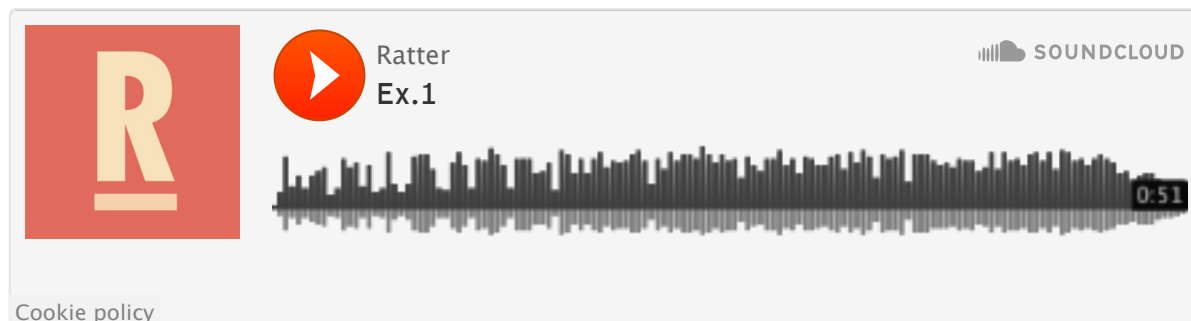 R
Ratter
Ex.1
SOUNDCLOUD
0:51
Cookie policy